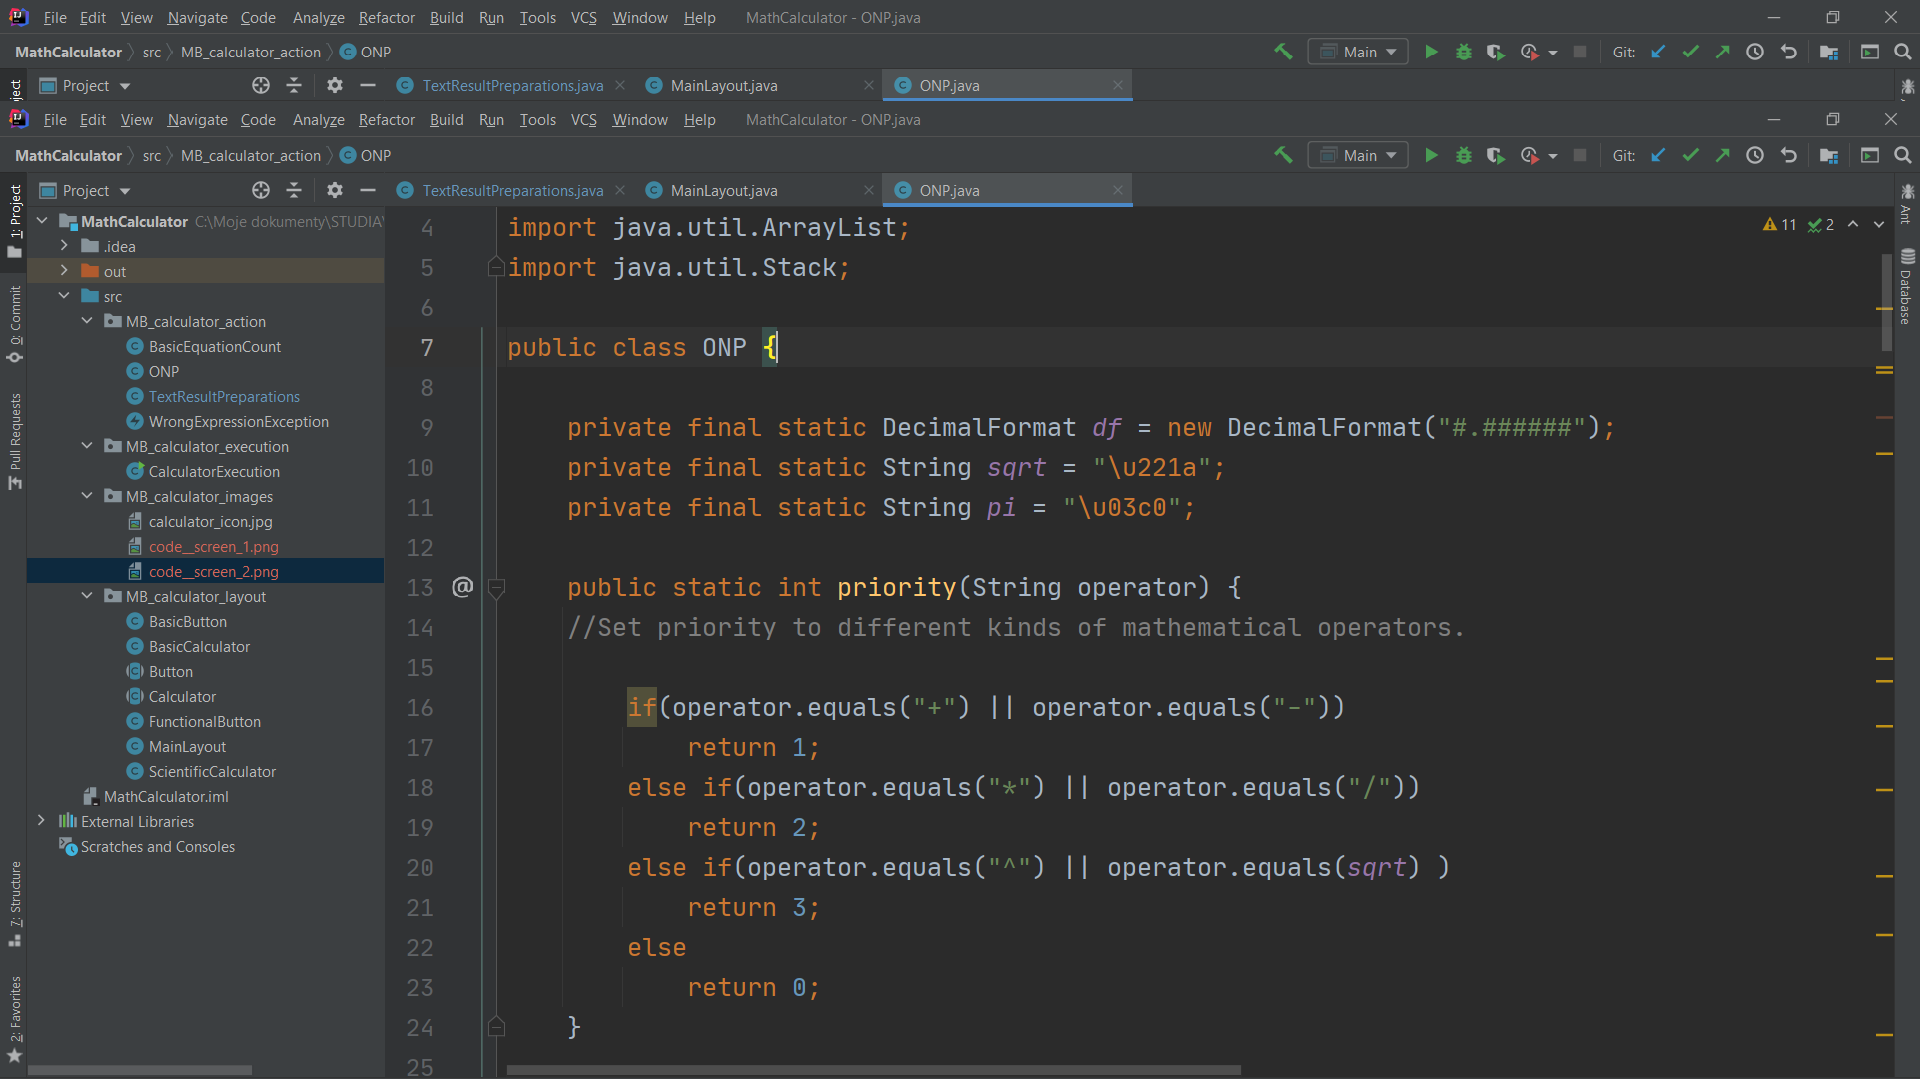 File Edit View Navigate Code Analyze Refactor Build Run Tools VCS Window Help MathCalculator - ONP.java
MathCalculator src MB_calculator_action ONP Main Git:
ject Project TextResultPreparations.java MainLayout.java ONP.java
File Edit View Navigate Code Analyze Refactor Build Run Tools VCS Window Help MathCalculator - ONP.java
MathCalculator src MB_calculator_action ONP Main Git:
Project TextResultPreparations.java MainLayout.java ONP.java
1: Project
0: Commit
Pull Requests
7: Structure
2: Favorites
MathCalculator C:\Moje dokumenty\STUDIA\
.idea
out
src
MB_calculator_action
BasicEquationCount
ONP
TextResultPreparations
WrongExpressionException
MB_calculator_execution
CalculatorExecution
MB_calculator_images
calculator_icon.jpg
code__screen_1.png
code__screen_2.png
MB_calculator_layout
BasicButton
BasicCalculator
Button
Calculator
FunctionalButton
MainLayout
ScientificCalculator
MathCalculator.iml
External Libraries
Scratches and Consoles
4 import java.util.ArrayList;
5 import java.util.Stack;
6
7 public class ONP {
8
9 private final static DecimalFormat df = new DecimalFormat("#.######");
10 private final static String sqrt = "\u221a";
11 private final static String pi = "\u03c0";
12
13 @ public static int priority(String operator) {
14 //Set priority to different kinds of mathematical operators.
15
16 if(operator.equals("+") || operator.equals("-"))
17 return 1;
18 else if(operator.equals("*") || operator.equals("/"))
19 return 2;
20 else if(operator.equals("^") || operator.equals(sqrt) )
21 return 3;
22 else
23 return 0;
24 }
25
11 2
Ant
Database